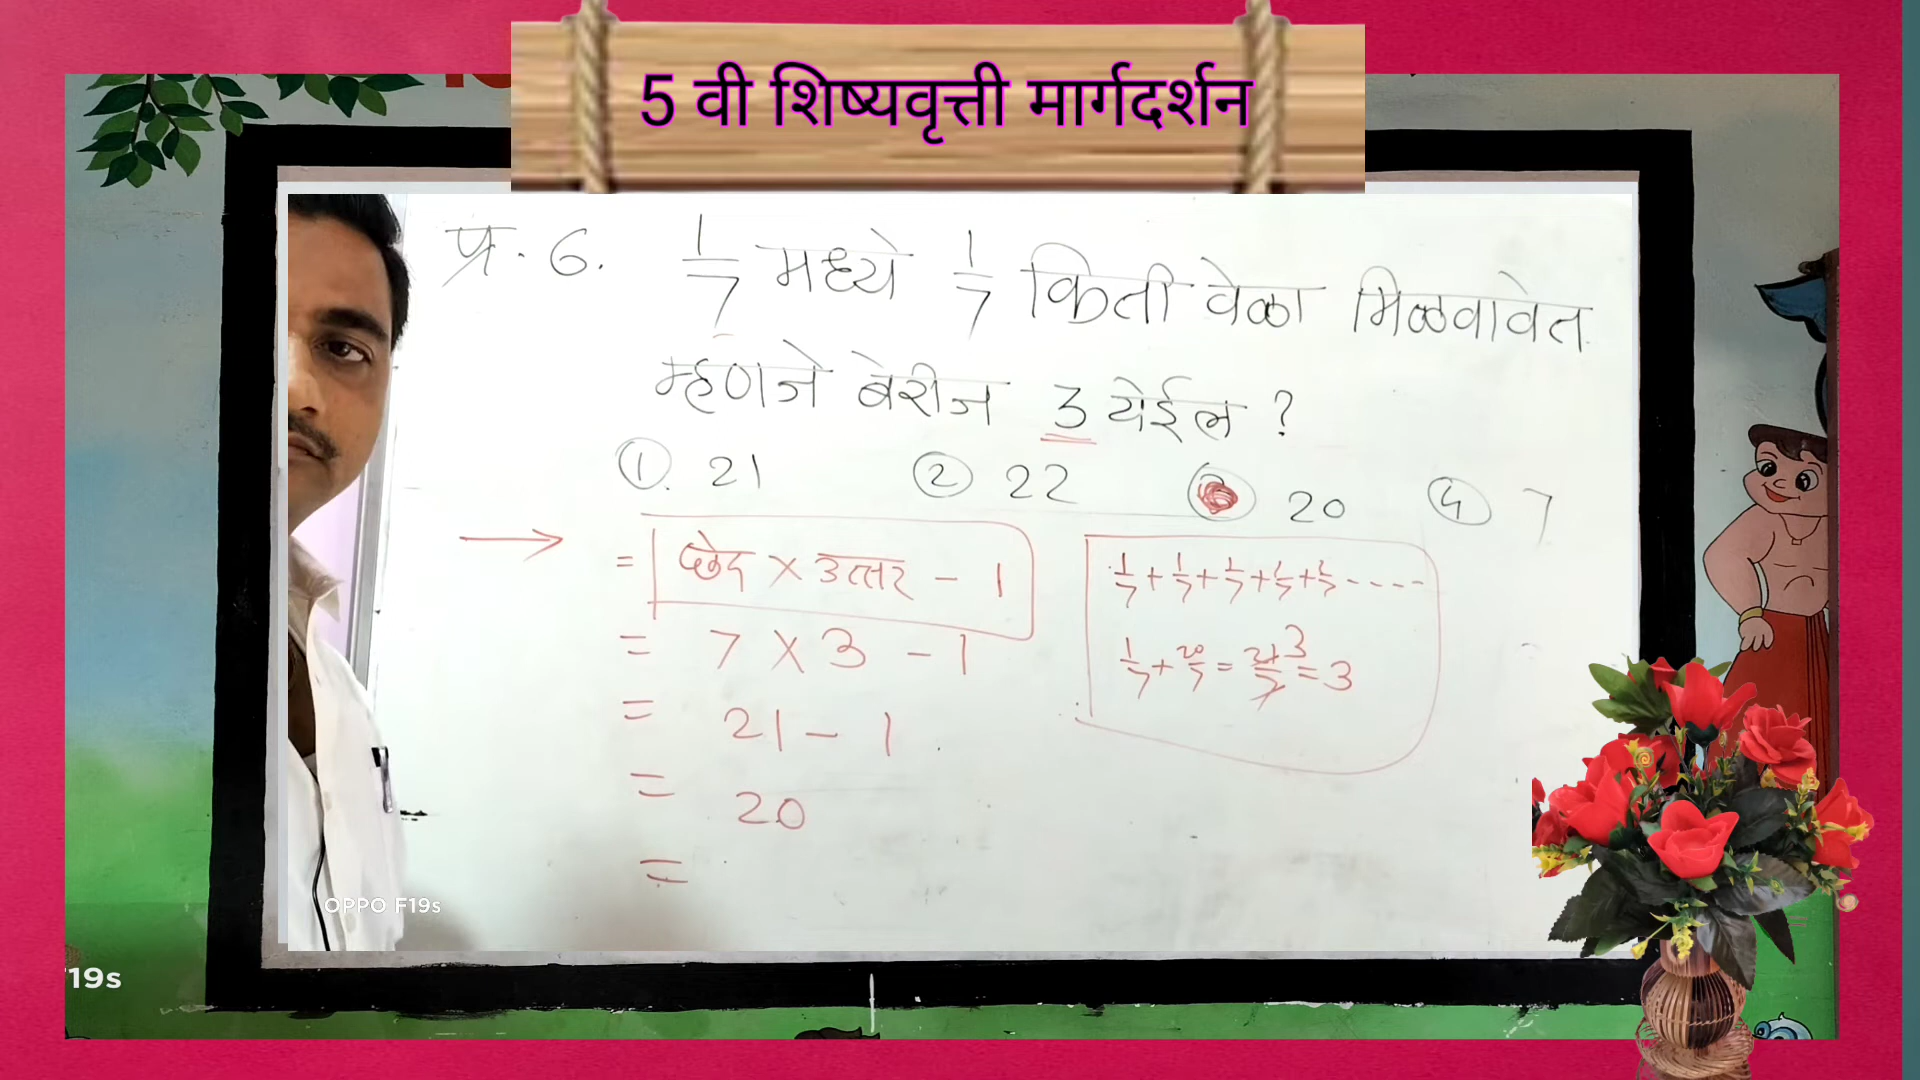 5 वी शिष्यवृत्ती मार्गदर्शन
प्र. 6. 1/7 मध्ये 1/7 किती वेळा मिळवावेत
म्हणजे बेरीज 3 येईल ?
① 21 ② 22 20 ④ 7
= छेद × उत्तर - 1
= 7 × 3 - 1
= 21 - 1
= 20
=
1/7 + 1/7 + 1/7 + 1/7 + 1/7 - - - -
1/7 + 20/7 = 21/7 3 = 3
OPPO F19s
F19s